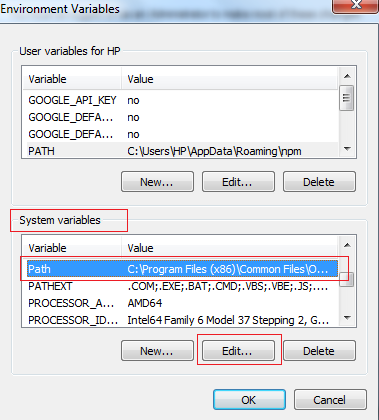 Environment Variables
User variables for HP
Variable Value
GOOGLE_API_KEY no
GOOGLE_DEFA... no
GOOGLE_DEFA... no
PATH C:\Users\HP\AppData\Roaming\npm
New... Edit... Delete
System variables
Variable Value
Path C:\Program Files (x86)\Common Files\O...
PATHEXT .COM;.EXE;.BAT;.CMD;.VBS;.VBE;.JS;....
PROCESSOR_A... AMD64
PROCESSOR_ID... Intel64 Family 6 Model 37 Stepping 2, G...
New... Edit... Delete
OK Cancel